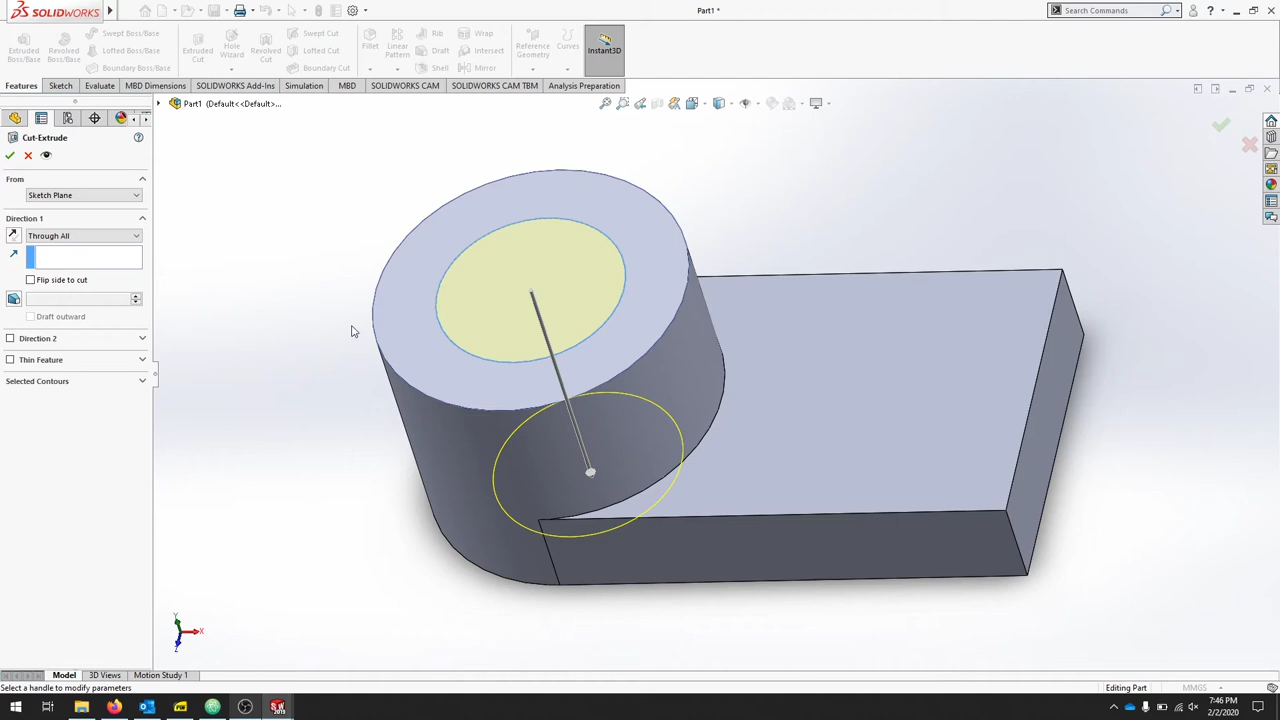 SOLIDWORKS
Part1 *
Search Commands
Extruded Boss/Base
Revolved Boss/Base
Swept Boss/Base
Lofted Boss/Base
Boundary Boss/Base
Extruded Cut
Hole Wizard
Revolved Cut
Swept Cut
Lofted Cut
Boundary Cut
Fillet
Linear Pattern
Rib
Draft
Shell
Wrap
Intersect
Mirror
Reference Geometry
Curves
Instant3D
Features
Sketch
Evaluate
MBD Dimensions
SOLIDWORKS Add-Ins
Simulation
MBD
SOLIDWORKS CAM
SOLIDWORKS CAM TBM
Analysis Preparation
Part1 (Default<<Default>...
Cut-Extrude
From
Sketch Plane
Direction 1
Through All
Flip side to cut
Draft outward
Direction 2
Thin Feature
Selected Contours
Y
X
Z
Model
3D Views
Motion Study 1
Select a handle to modify parameters
Editing Part
MMGS
7:46 PM
2/2/2020